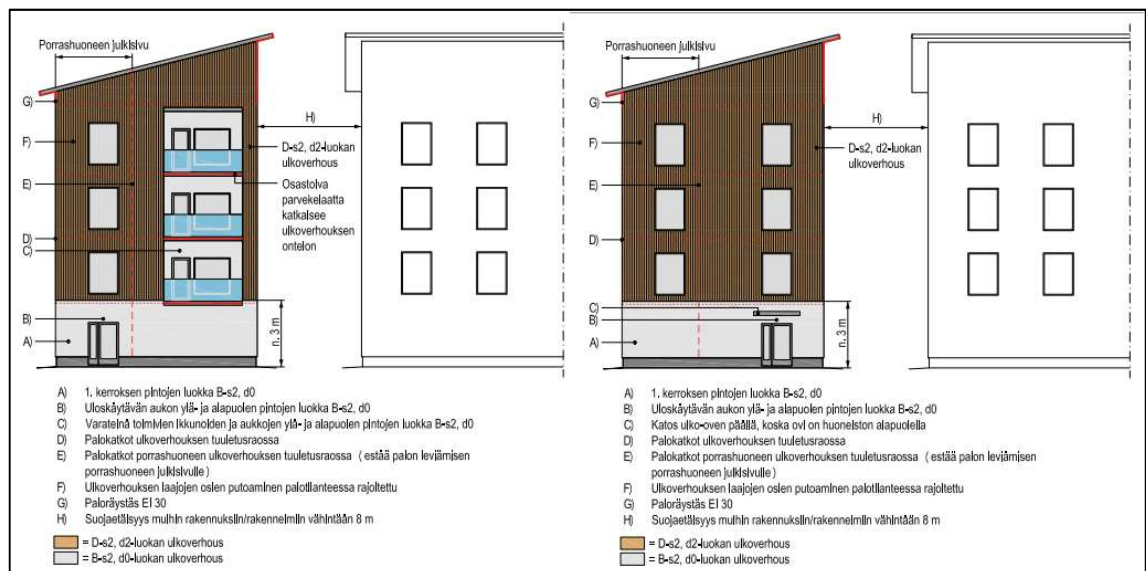 Porrashuoneen julkisivu
G)
F)
E)
D)
C)
B)
A)
H)
D-s2, d2-luokan
ulkoverhous
Osastoiva
parvekelaatta
katkaisee
ulkoverhouksen
ontelon
n. 3 m
A) 1. kerroksen pintojen luokka B-s2, d0
B) Uloskäytävän aukon ylä- ja alapuolen pintojen luokka B-s2, d0
C) Varateinä toimivien ikkunoiden ja aukkojen ylä- ja alapuolen pintojen luokka B-s2, d0
D) Palokatkot ulkoverhouksen tuuletusraossa
E) Palokatkot porrashuoneen ulkoverhouksen tuuletusraossa ( estää palon leviämisen
porrashuoneen julkisivulle )
F) Ulkoverhouksen laajojen osien putoaminen palotilanteessa rajoitettu
G) Paloräystäs EI 30
H) Suojaetäisyys muihin rakennuksiin/rakennelmiin vähintään 8 m
= D-s2, d2-luokan ulkoverhous
= B-s2, d0-luokan ulkoverhous
Porrashuoneen julkisivu
G)
F)
E)
D)
C)
B)
A)
H)
D-s2, d2-luokan
ulkoverhous
n. 3 m
A) 1. kerroksen pintojen luokka B-s2, d0
B) Uloskäytävän aukon ylä- ja alapuolen pintojen luokka B-s2, d0
C) Katos ulko-oven päällä, koska ovi on huoneiston alapuolella
D) Palokatkot ulkoverhouksen tuuletusraossa
E) Palokatkot porrashuoneen ulkoverhouksen tuuletusraossa ( estää palon leviämisen
porrashuoneen julkisivulle )
F) Ulkoverhouksen laajojen osien putoaminen palotilanteessa rajoitettu
G) Paloräystäs EI 30
H) Suojaetäisyys muihin rakennuksiin/rakennelmiin vähintään 8 m
= D-s2, d2-luokan ulkoverhous
= B-s2, d0-luokan ulkoverhous